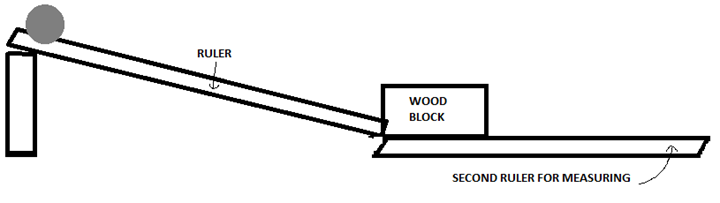 RULER
WOOD
BLOCK
SECOND RULER FOR MEASURING